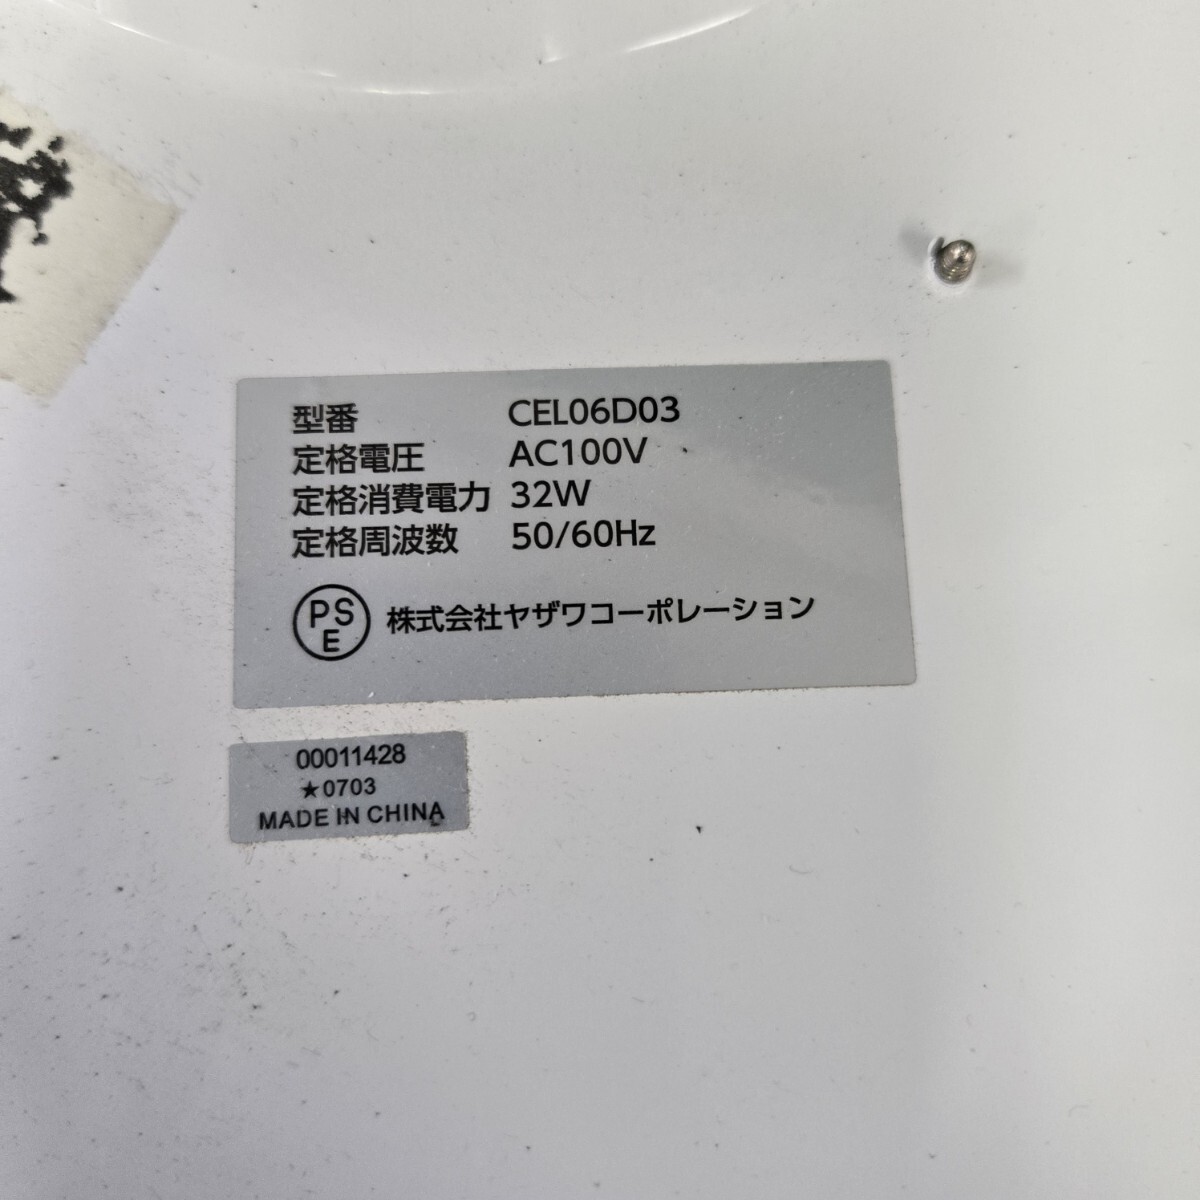 型番 CEL06D03
定格電圧 AC100V
定格消費電力 32W
定格周波数 50/60Hz
PS
E
株式会社ヤザワコーポレーション
00011428
★0703
MADE IN CHINA